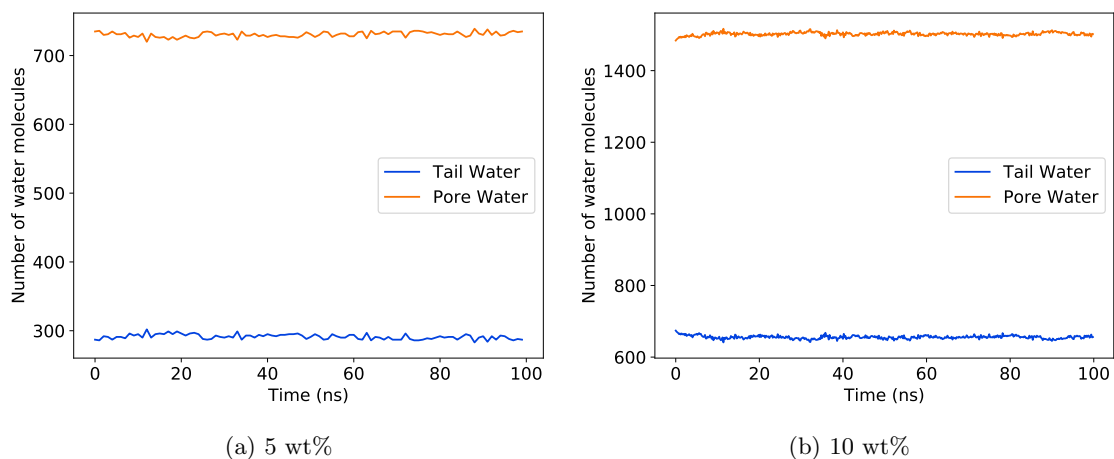 Number of water molecules
700
600
500
400
300
0 20 40 60 80 100
Time (ns)
Tail Water
Pore Water
(a) 5 wt%
Number of water molecules
1400
1200
1000
800
600
0 20 40 60 80 100
Time (ns)
Tail Water
Pore Water
(b) 10 wt%